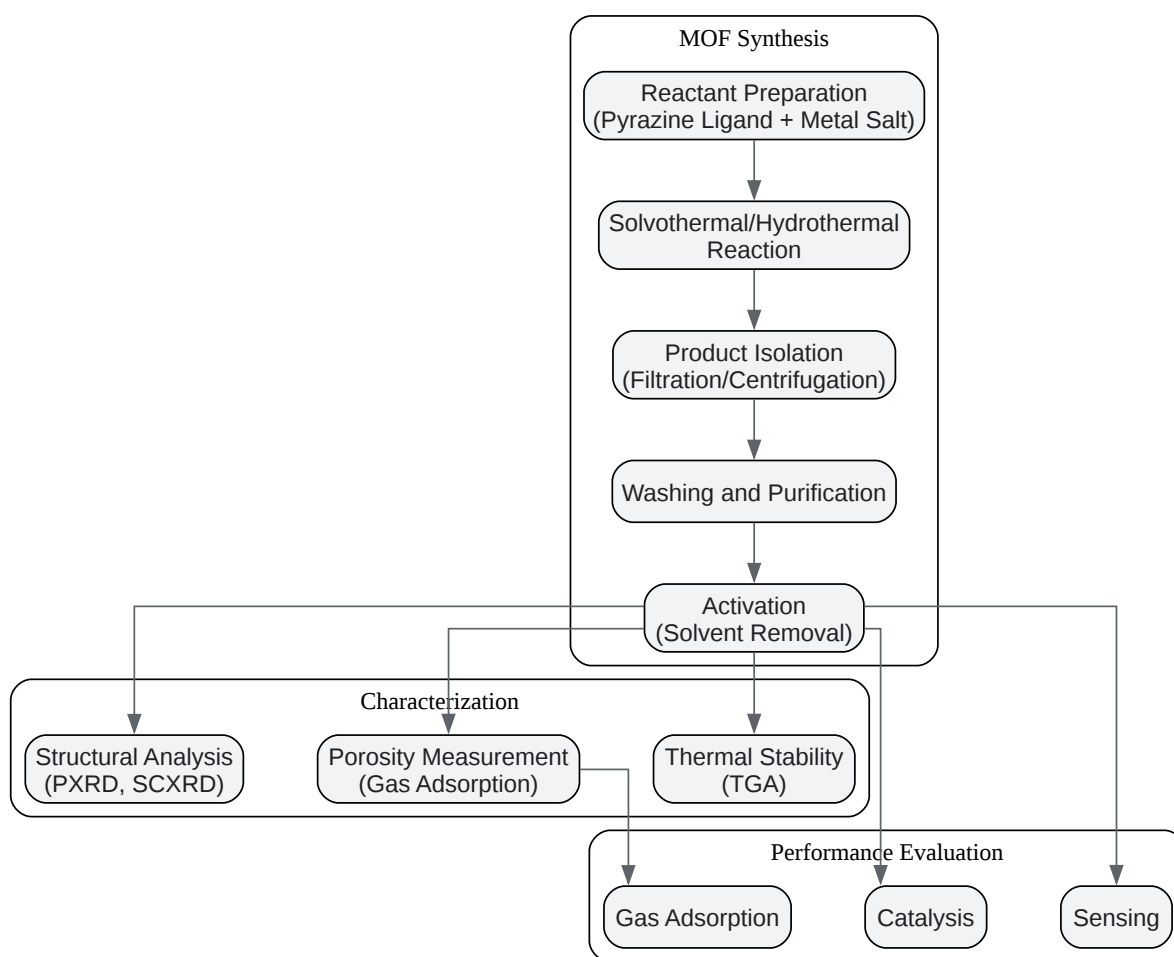 MOF Synthesis
Reactant Preparation
(Pyrazine Ligand + Metal Salt)
Solvothermal/Hydrothermal
Reaction
Product Isolation
(Filtration/Centrifugation)
Washing and Purification
Activation
(Solvent Removal)
Characterization
Structural Analysis
(PXRD, SCXRD)
Porosity Measurement
(Gas Adsorption)
Thermal Stability
(TGA)
Performance Evaluation
Gas Adsorption
Catalysis
Sensing